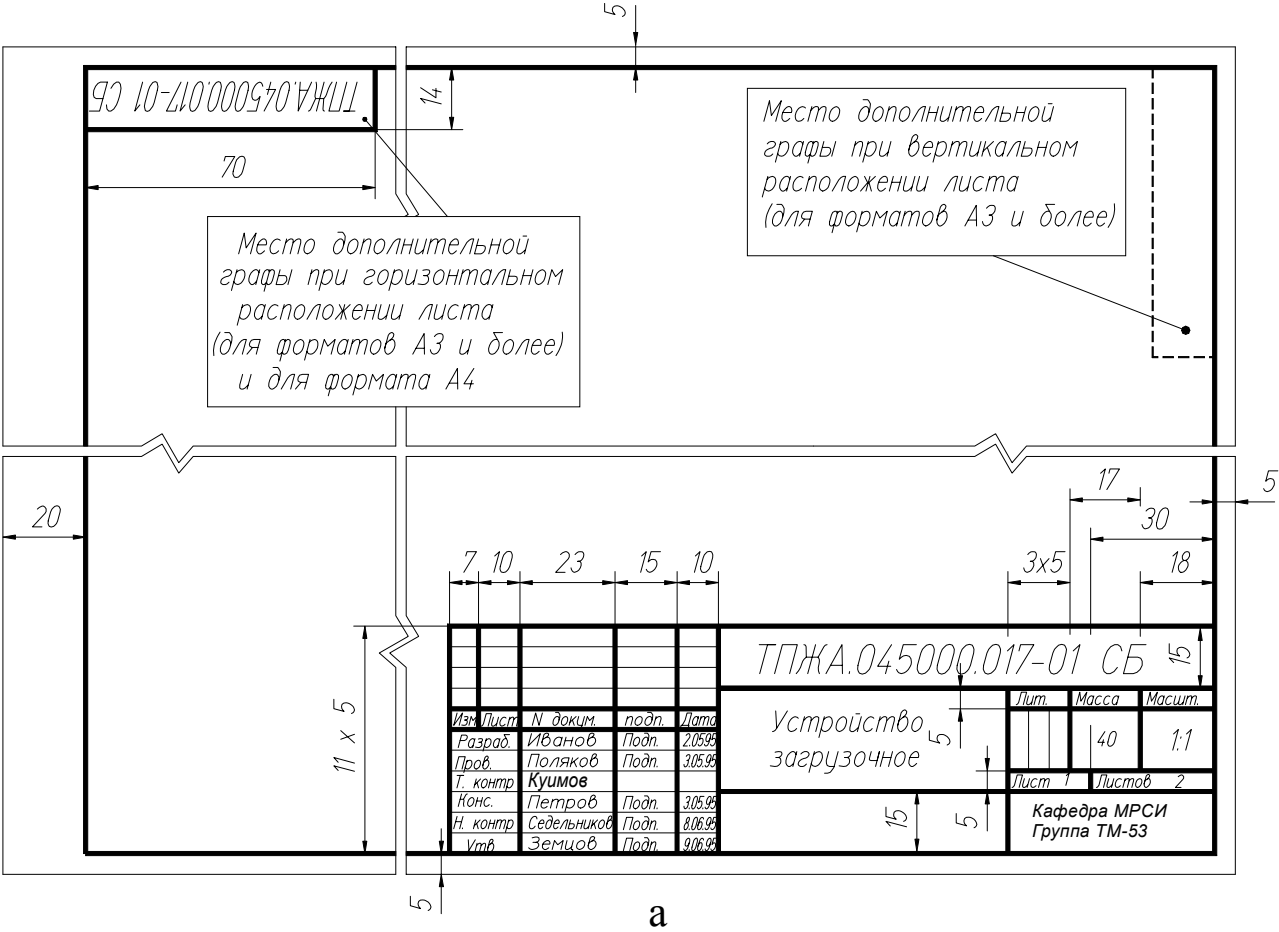 5
ТПЖА.045000.017-01 СБ
14
70
Место дополнительной
графы при горизонтальном
расположении листа
(для форматов А3 и более)
и для формата А4
Место дополнительной
графы при вертикальном
расположении листа
(для форматов А3 и более)
20
17
5
30
7 10 23 15 10
3х5 18
11 х 5
ТПЖА.045000.017-01 СБ
15
Изм Лист N докум. подп. Дата
Разраб. Иванов Подп. 2.05.95
Пров. Поляков Подп. 3.05.95
Т. контр Куимов
Конс. Петров Подп. 3.05.95
Н. контр Седельников Подп. 8.06.95
Утв Земцов Подп. 9.06.95
Устройство
загрузочное
5
Лит. Масса Масшт.
40 1:1
Лист 1 Листов 2
15
5
Кафедра МРСИ
Группа ТМ-53
5
а